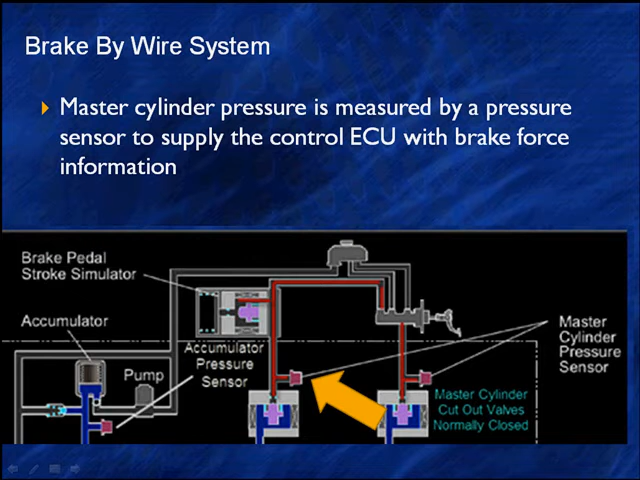 Brake By Wire System
Master cylinder pressure is measured by a pressure
sensor to supply the control ECU with brake force
information
Brake Pedal
Stroke Simulator
Accumulator
Accumulator
Pressure
Sensor
Pump
Master
Cylinder
Pressure
Sensor
Master Cylinder
Cut Out Valves
Normally Closed